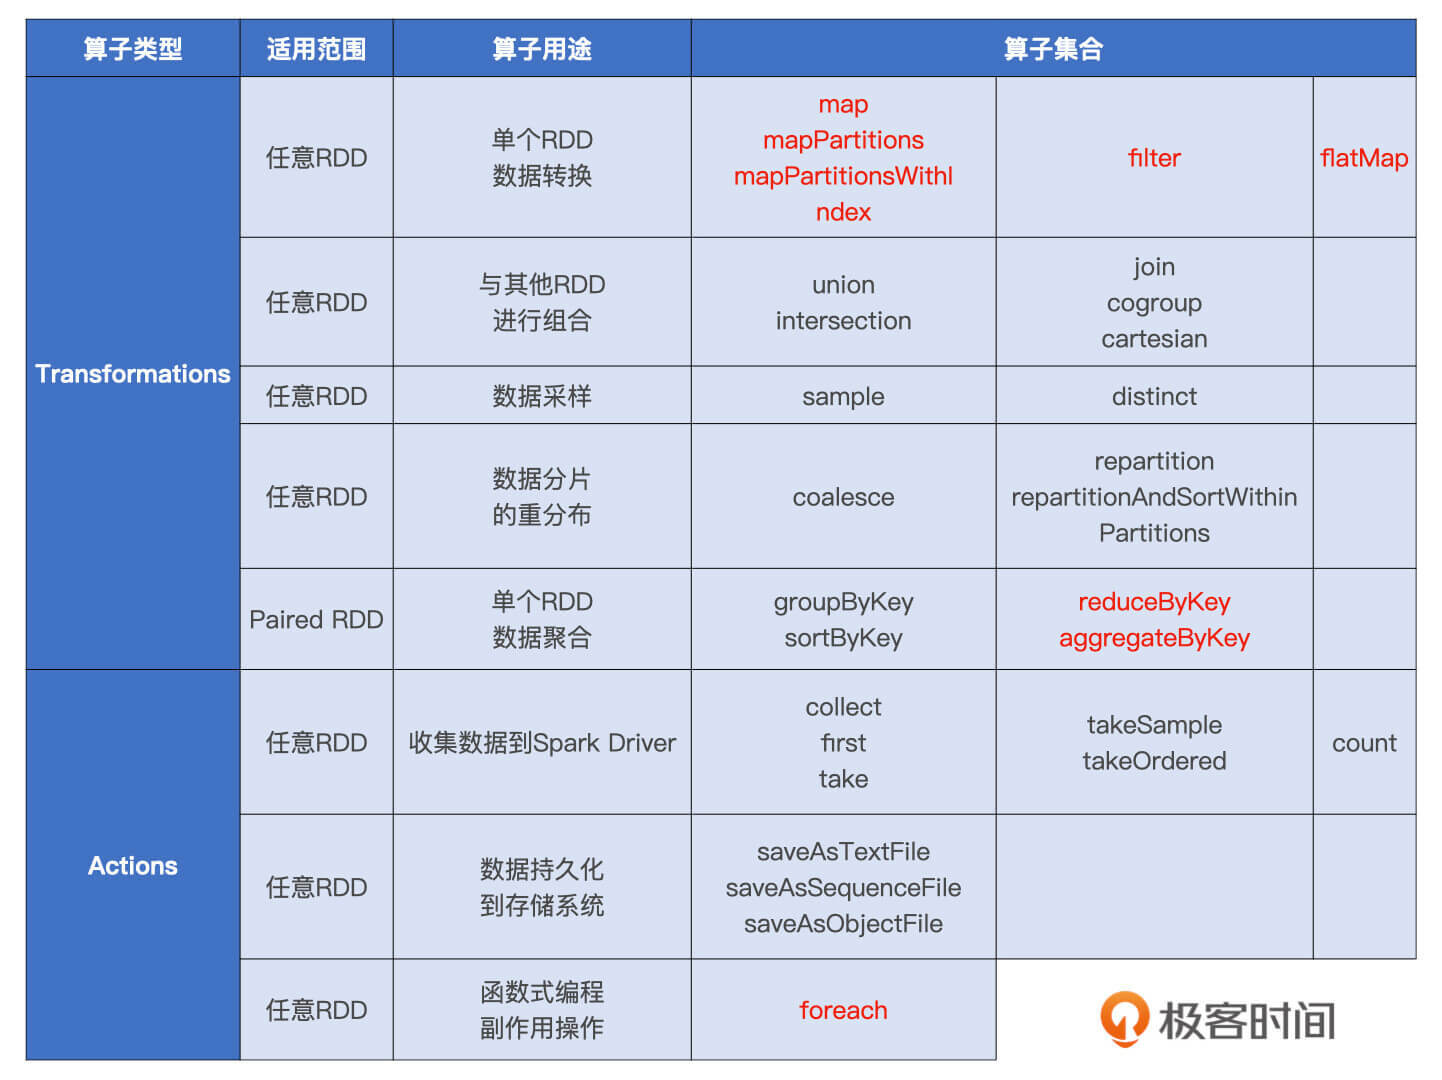 算子类型
适用范围
算子用途
算子集合
Transformations
任意RDD
单个RDD
数据转换
map
mapPartitions
mapPartitionsWithI
ndex
filter
flatMap
任意RDD
与其他RDD
进行组合
union
intersection
join
cogroup
cartesian
任意RDD
数据采样
sample
distinct
任意RDD
数据分片
的重分布
coalesce
repartition
repartitionAndSortWithin
Partitions
Paired RDD
单个RDD
数据聚合
groupByKey
sortByKey
reduceByKey
aggregateByKey
Actions
任意RDD
收集数据到Spark Driver
collect
first
take
takeSample
takeOrdered
count
任意RDD
数据持久化
到存储系统
saveAsTextFile
saveAsSequenceFile
saveAsObjectFile
任意RDD
函数式编程
副作用操作
foreach
极客时间